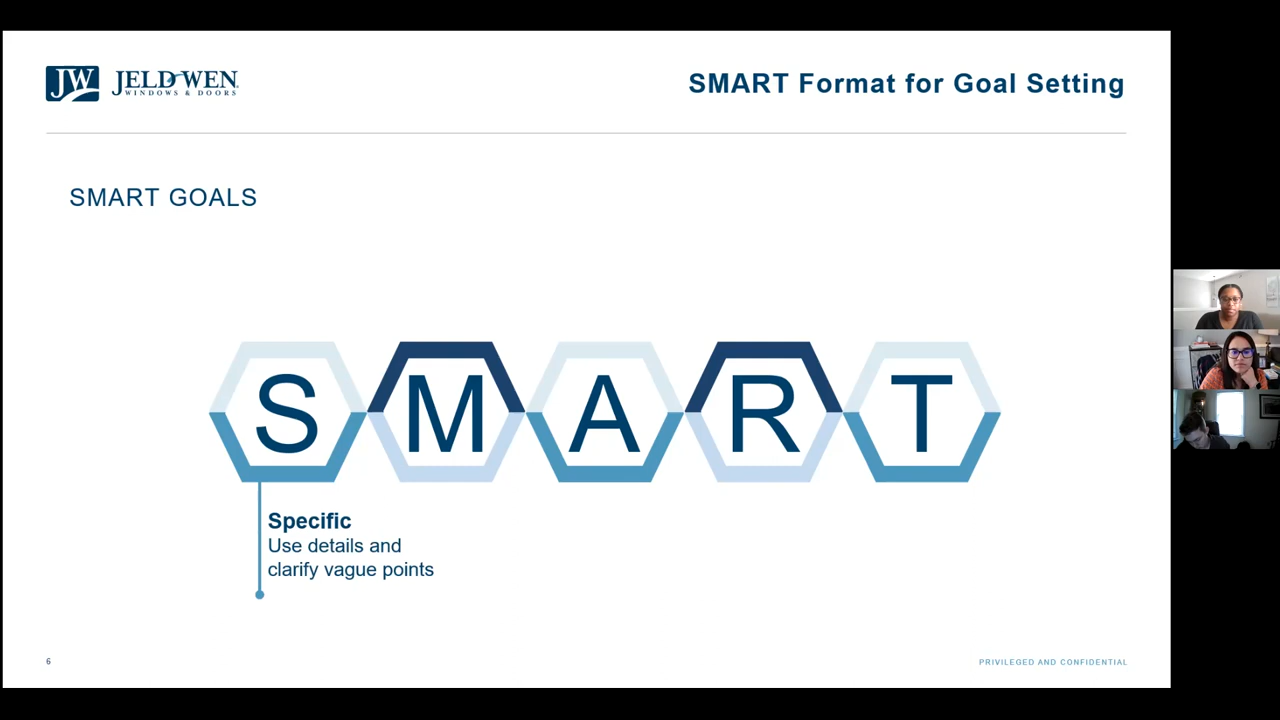 JW JELD-WEN
WINDOWS & DOORS
SMART Format for Goal Setting
SMART GOALS
S M A R T
Specific
Use details and
clarify vague points
6
PRIVILEGED AND CONFIDENTIAL